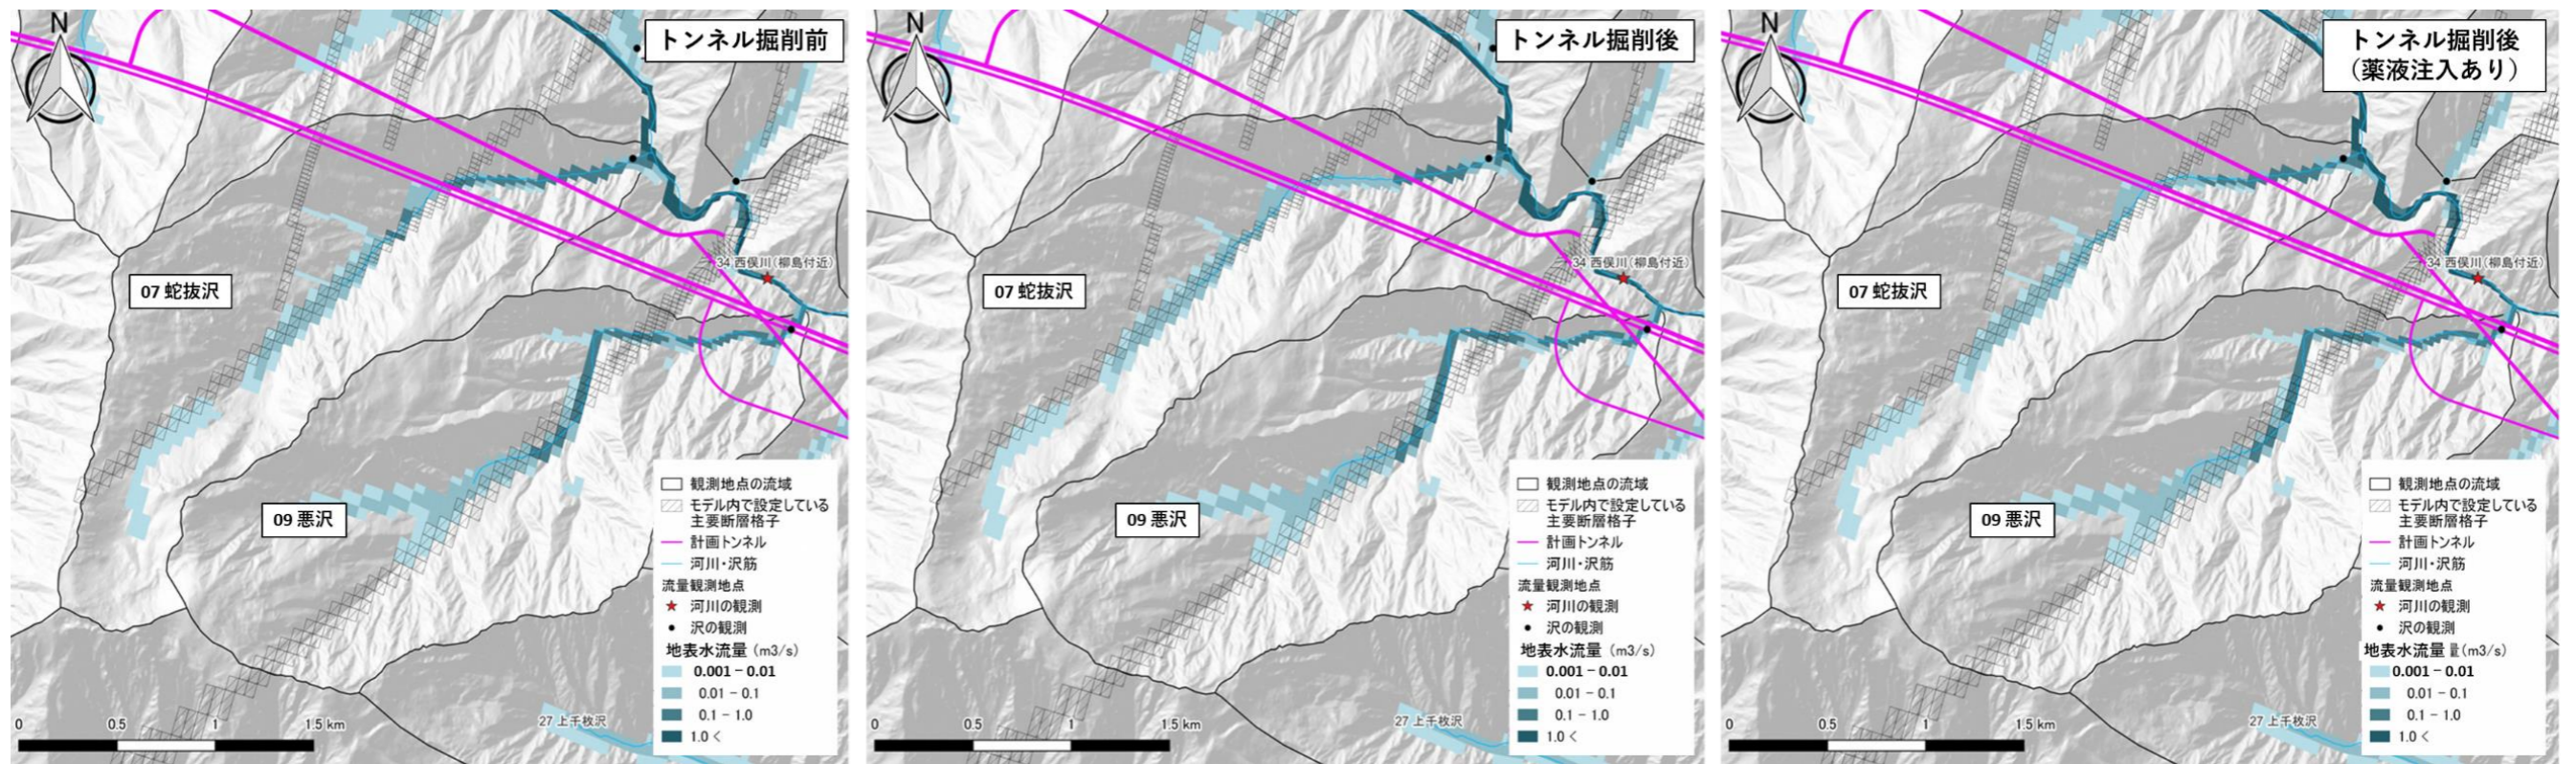 N
トンネル掘削前
34 西俣川(柳島付近)
07 蛇抜沢
09 悪沢
27 上千枚沢
0 0.5 1 1.5 km
観測地点の流域
モデル内で設定している
主要断層格子
計画トンネル
河川・沢筋
流量観測地点
河川の観測
沢の観測
地表水流量 (m3/s)
0.001 − 0.01
0.01 − 0.1
0.1 − 1.0
1.0 <
N
トンネル掘削後
34 西俣川(柳島付近)
07 蛇抜沢
09 悪沢
27 上千枚沢
0 0.5 1 1.5 km
観測地点の流域
モデル内で設定している
主要断層格子
計画トンネル
河川・沢筋
流量観測地点
河川の観測
沢の観測
地表水流量 (m3/s)
0.001 − 0.01
0.01 − 0.1
0.1 − 1.0
1.0 <
N
トンネル掘削後
（薬液注入あり）
34 西俣川(柳島付近)
07 蛇抜沢
09 悪沢
27 上千枚沢
0 0.5 1 1.5 km
観測地点の流域
モデル内で設定している
主要断層格子
計画トンネル
河川・沢筋
流量観測地点
河川の観測
沢の観測
地表水流量 (m3/s)
0.001 − 0.01
0.01 − 0.1
0.1 − 1.0
1.0 <